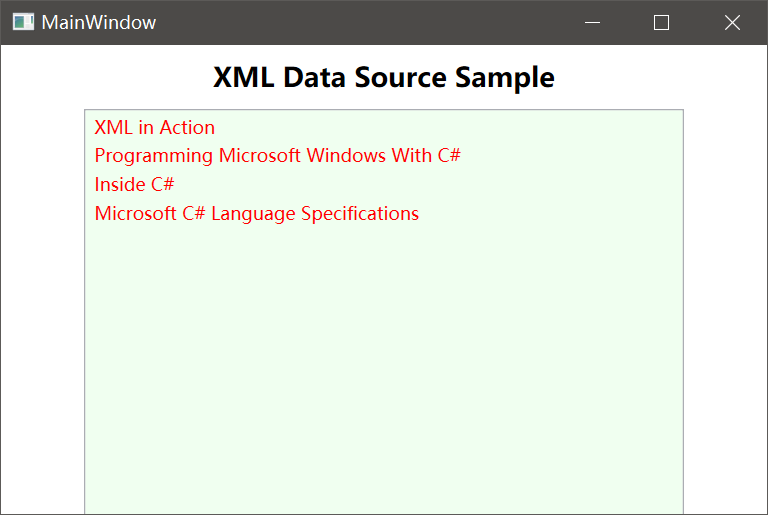 MainWindow
XML Data Source Sample
XML in Action
Programming Microsoft Windows With C#
Inside C#
Microsoft C# Language Specifications